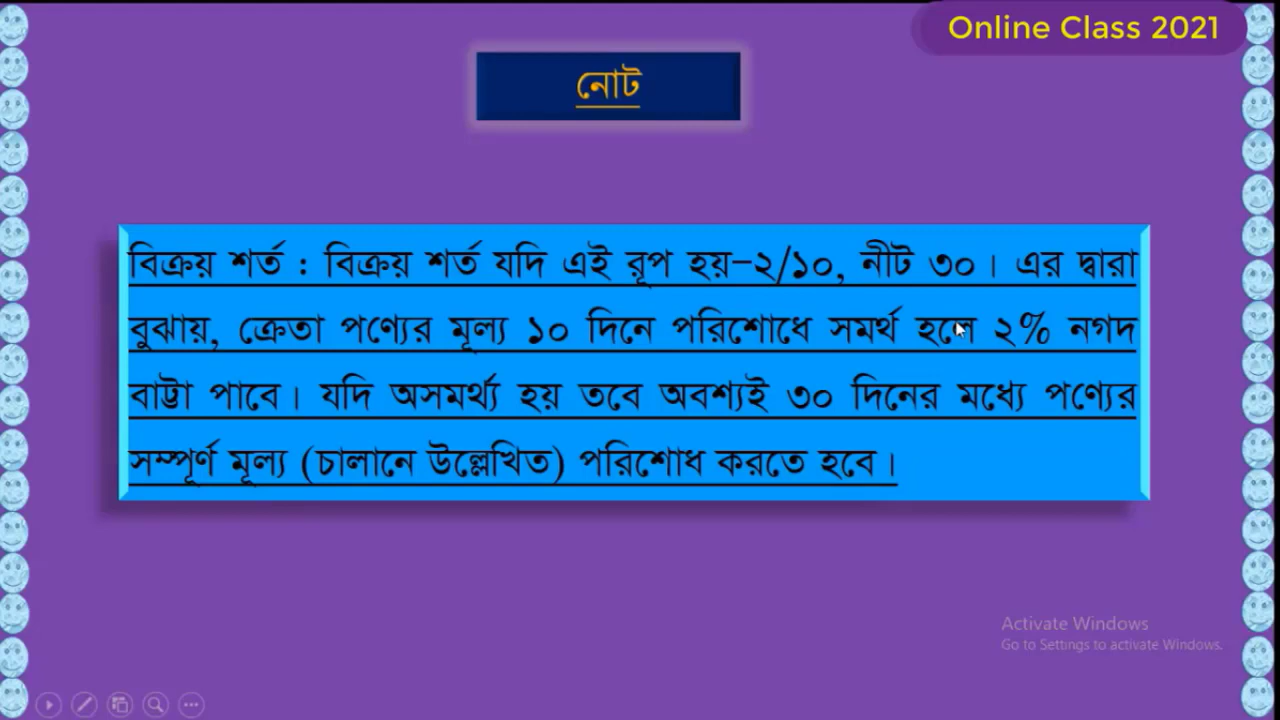 Online Class 2021
নোট
বিক্রয় শর্ত : বিক্রয় শর্ত যদি এই রূপ হয়–২/১০, নীট ৩০। এর দ্বারা
বুঝায়, ক্রেতা পণ্যের মূল্য ১০ দিনে পরিশোধে সমর্থ হলে ২% নগদ
বাট্টা পাবে। যদি অসমর্থ্য হয় তবে অবশ্যই ৩০ দিনের মধ্যে পণ্যের
সম্পূর্ণ মূল্য (চালানে উল্লেখিত) পরিশোধ করতে হবে।
Activate Windows
Go to Settings to activate Windows.